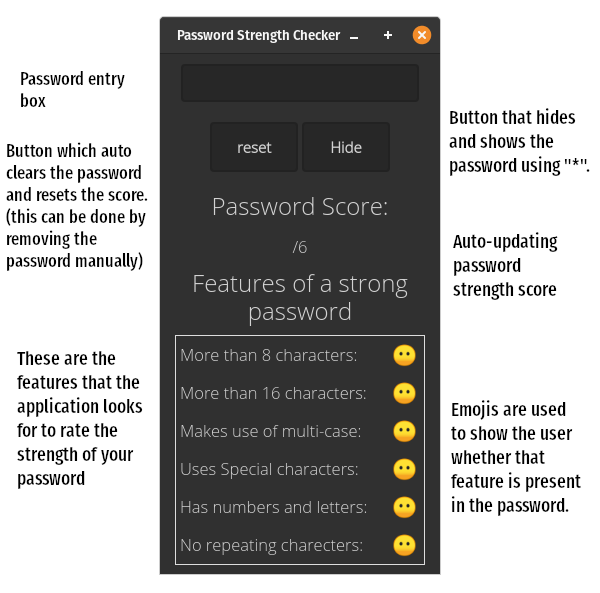 Password Strength Checker
Password entry
box
Button which auto
clears the password
and resets the score.
(this can be done by
removing the
password manually)
reset
Hide
Button that hides
and shows the
password using "*".
Password Score:
/6
Auto-updating
password
strength score
Features of a strong
password
These are the
features that the
application looks
for to rate the
strength of your
password
More than 8 characters:
More than 16 characters:
Makes use of multi-case:
Uses Special characters:
Has numbers and letters:
No repeating charecters:
Emojis are used
to show the user
whether that
feature is present
in the password.